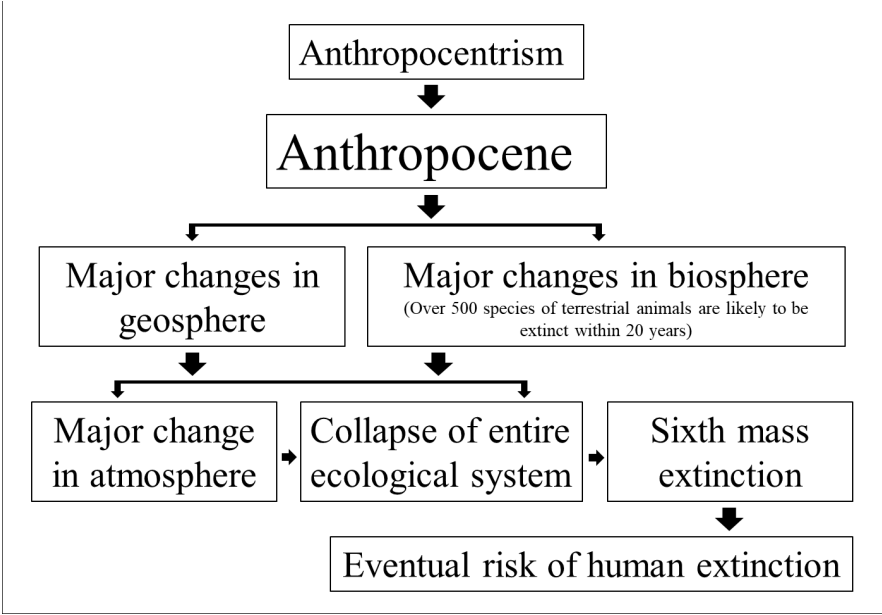 Anthropocentrism
Anthropocene
Major changes in
geosphere
Major changes in biosphere
(Over 500 species of terrestrial animals are likely to be
extinct within 20 years)
Major change
in atmosphere
Collapse of entire
ecological system
Sixth mass
extinction
Eventual risk of human extinction